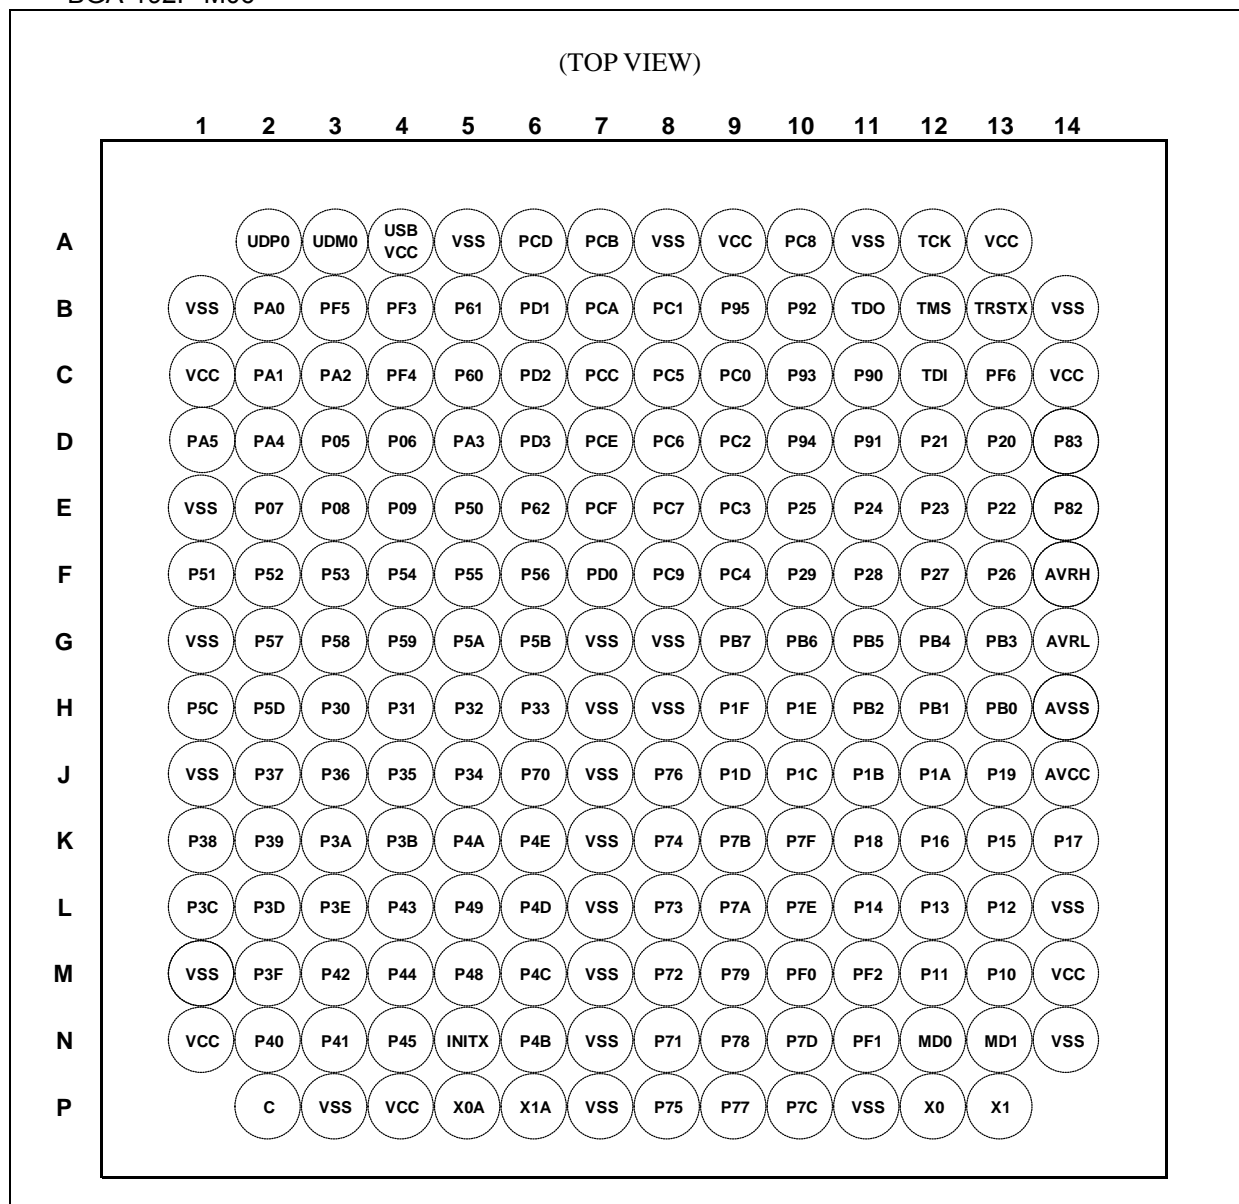 (TOP VIEW)
1 2 3 4 5 6 7 8 9 10 11 12 13 14
A UDP0 UDM0 USB VCC VSS PCD PCB VSS VCC PC8 VSS TCK VCC
B VSS PA0 PF5 PF3 P61 PD1 PCA PC1 P95 P92 TDO TMS TRSTX VSS
C VCC PA1 PA2 PF4 P60 PD2 PCC PC5 PC0 P93 P90 TDI PF6 VCC
D PA5 PA4 P05 P06 PA3 PD3 PCE PC6 PC2 P94 P91 P21 P20 P83
E VSS P07 P08 P09 P50 P62 PCF PC7 PC3 P25 P24 P23 P22 P82
F P51 P52 P53 P54 P55 P56 PD0 PC9 PC4 P29 P28 P27 P26 AVRH
G VSS P57 P58 P59 P5A P5B VSS VSS PB7 PB6 PB5 PB4 PB3 AVRL
H P5C P5D P30 P31 P32 P33 VSS VSS P1F P1E PB2 PB1 PB0 AVSS
J VSS P37 P36 P35 P34 P70 VSS P76 P1D P1C P1B P1A P19 AVCC
K P38 P39 P3A P3B P4A P4E VSS P74 P7B P7F P18 P16 P15 P17
L P3C P3D P3E P43 P49 P4D VSS P73 P7A P7E P14 P13 P12 VSS
M VSS P3F P42 P44 P48 P4C VSS P72 P79 PF0 PF2 P11 P10 VCC
N VCC P40 P41 P45 INITX P4B VSS P71 P78 P7D PF1 MD0 MD1 VSS
P C VSS VCC X0A X1A VSS P75 P77 P7C VSS X0 X1